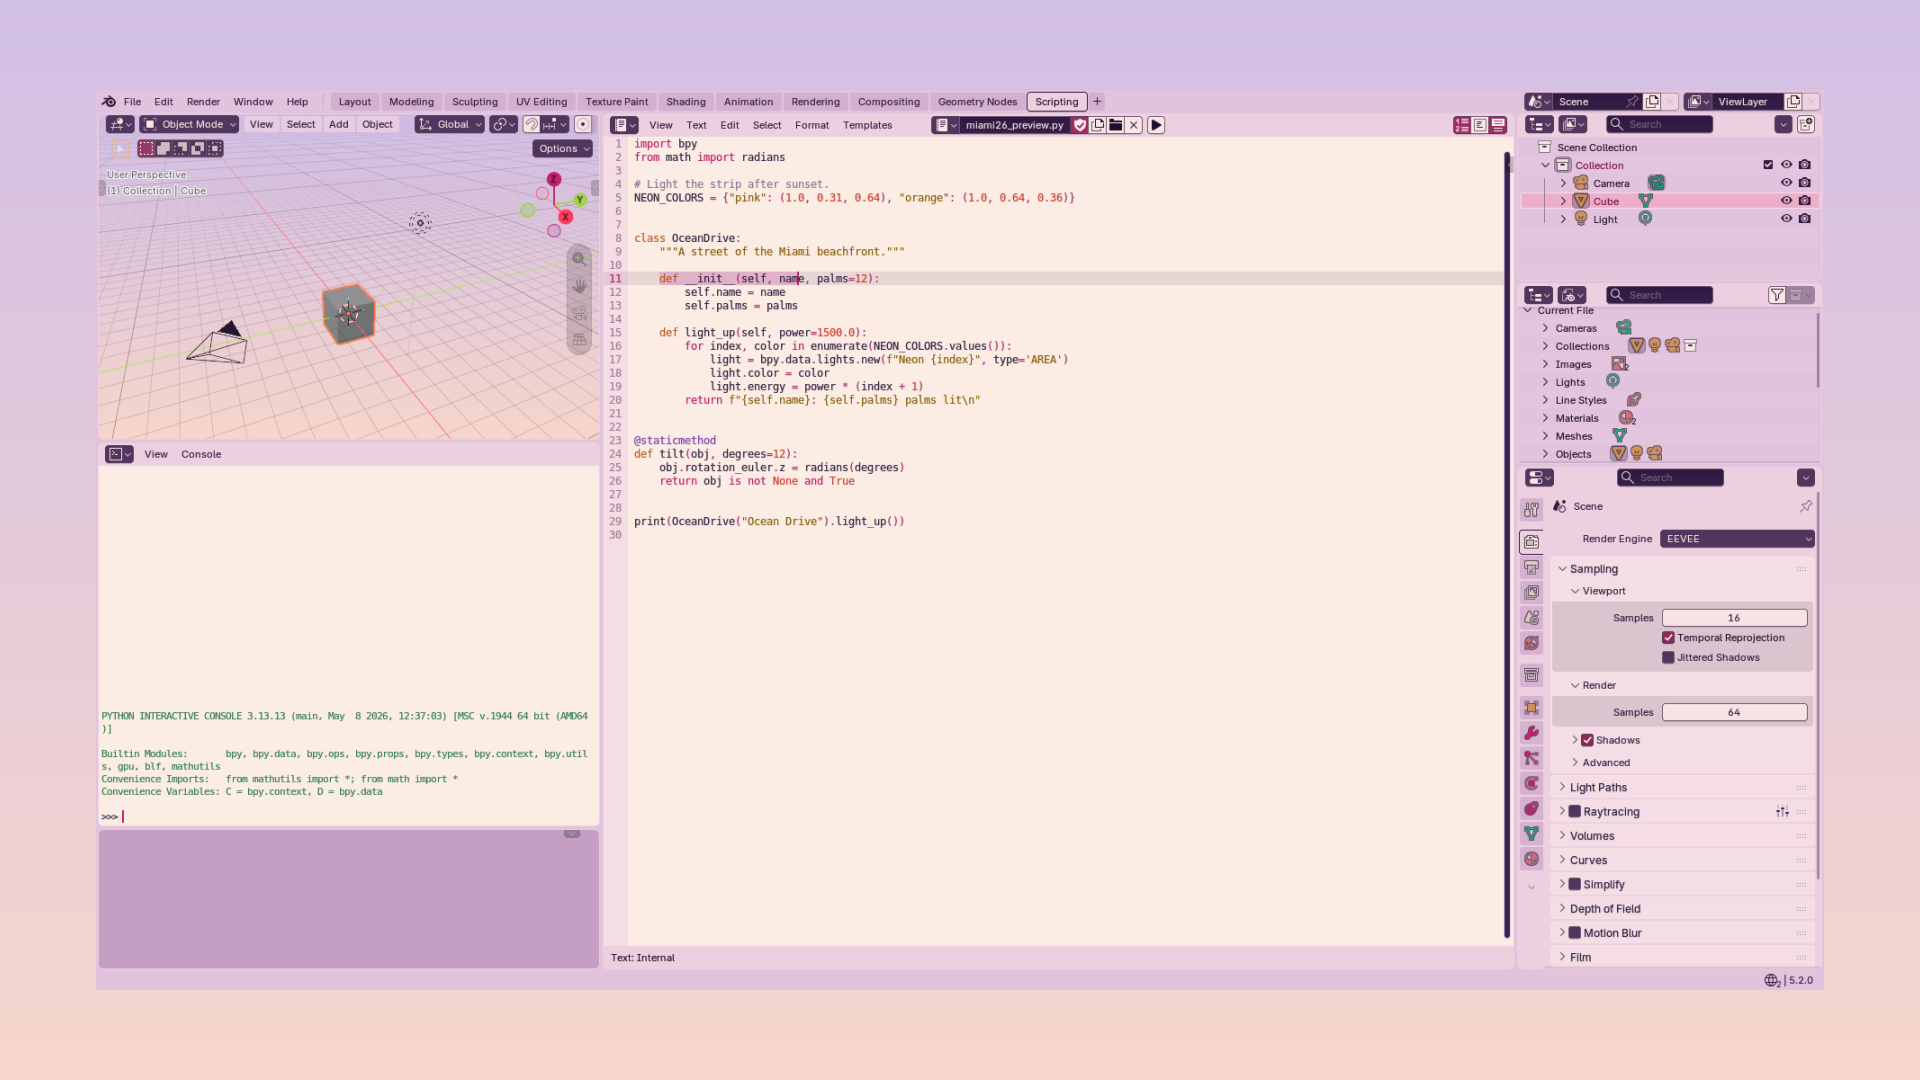 File Edit Render Window Help Layout Modeling Sculpting UV Editing Texture Paint Shading Animation Rendering Compositing Geometry Nodes Scripting + Scene ViewLayer
Object Mode View Select Add Object Global
Options
User Perspective
(1) Collection | Cube
Z
Y
X
View Console
PYTHON INTERACTIVE CONSOLE 3.13.13 (main, May  8 2026, 12:37:03) [MSC v.1944 64 bit (AMD64
)]
Builtin Modules:      bpy, bpy.data, bpy.ops, bpy.props, bpy.types, bpy.context, bpy.util
s, gpu, blf, mathutils
Convenience Imports:   from mathutils import *; from math import *
Convenience Variables: C = bpy.context, D = bpy.data
>>>
View Text Edit Select Format Templates miami26_preview.py
1 import bpy
2 from math import radians
3
4 # Light the strip after sunset.
5 NEON_COLORS = {"pink": (1.0, 0.31, 0.64), "orange": (1.0, 0.64, 0.36)}
6
7
8 class OceanDrive:
9     """A street of the Miami beachfront."""
10
11     def __init__(self, name, palms=12):
12         self.name = name
13         self.palms = palms
14
15     def light_up(self, power=1500.0):
16         for index, color in enumerate(NEON_COLORS.values()):
17             light = bpy.data.lights.new(f"Neon {index}", type='AREA')
18             light.color = color
19             light.energy = power * (index + 1)
20         return f"{self.name}: {self.palms} palms lit\n"
21
22
23 @staticmethod
24 def tilt(obj, degrees=12):
25     obj.rotation_euler.z = radians(degrees)
26     return obj is not None and True
27
28
29 print(OceanDrive("Ocean Drive").light_up())
30
Text: Internal
Search
Scene Collection
Collection
Camera
Cube
Light
Search
Current File
Cameras
Collections
Images 2
Lights
Line Styles
Materials 2
Meshes
Objects
Search
Scene
Render Engine EEVEE
Sampling
Viewport
Samples 16
Temporal Reprojection
Jittered Shadows
Render
Samples 64
Shadows
Advanced
Light Paths
Raytracing
Volumes
Curves
Simplify
Depth of Field
Motion Blur
Film
2 | 5.2.0